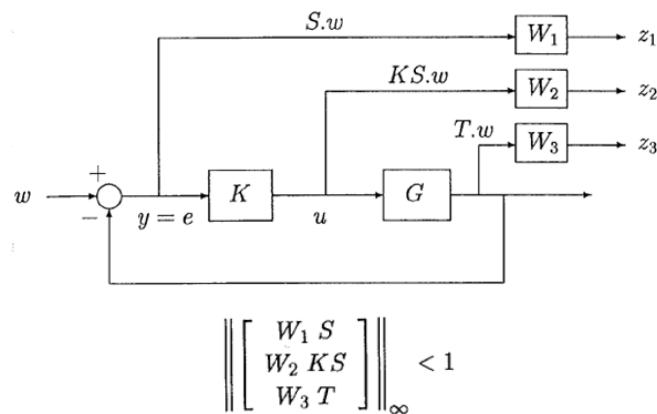 S.w W₁ z₁
KS.w W₂ z₂
T.w W₃ z₃
+
w K G
− y = e u
‖ [ W₁ S
W₂ KS
W₃ T ] ‖∞ < 1